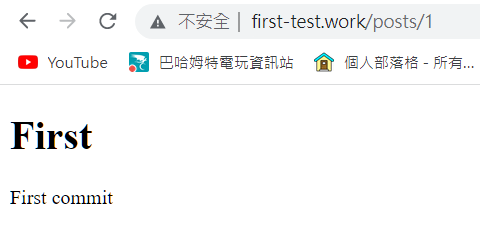 不安全 | first-test.work/posts/1
YouTube 巴哈姆特電玩資訊站 個人部落格 - 所有...
First
First commit